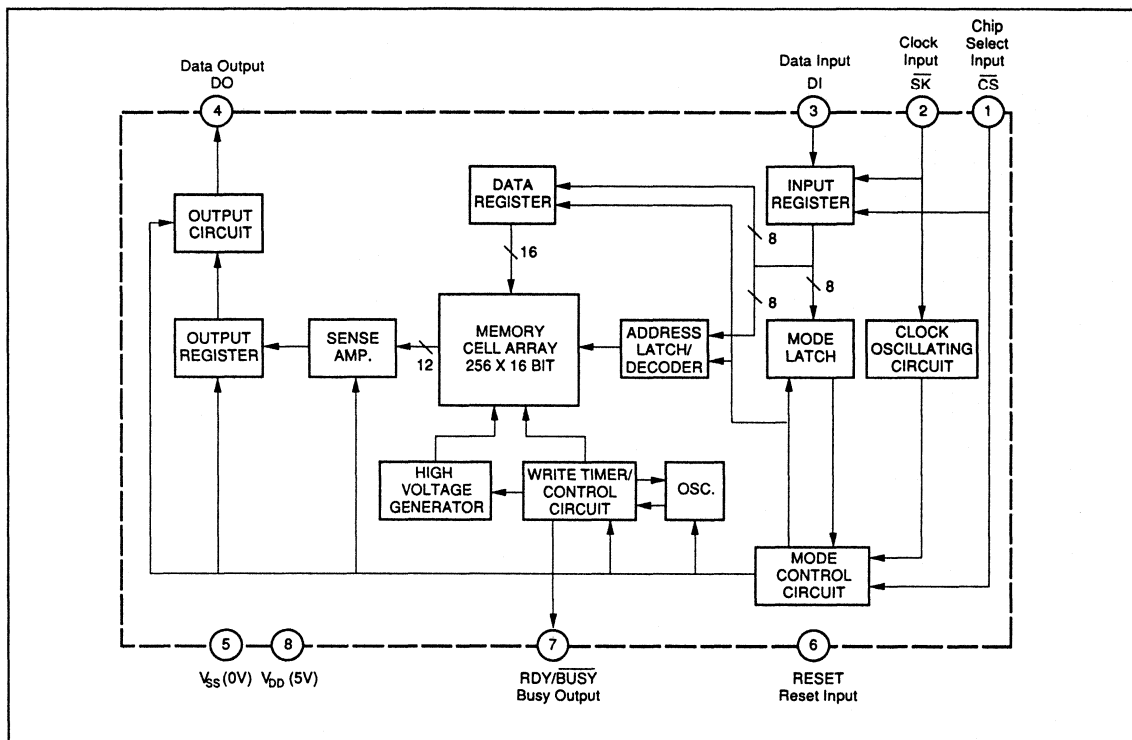 Data Output
DO
4
Data Input
DI
3
Clock
Input
SK
2
Chip
Select
Input
CS
1
OUTPUT
CIRCUIT
DATA
REGISTER
INPUT
REGISTER
8
16
8
8
OUTPUT
REGISTER
SENSE
AMP.
12
MEMORY
CELL ARRAY
256 X 16 BIT
ADDRESS
LATCH/
DECODER
MODE
LATCH
CLOCK
OSCILLATING
CIRCUIT
HIGH
VOLTAGE
GENERATOR
WRITE TIMER/
CONTROL
CIRCUIT
OSC.
MODE
CONTROL
CIRCUIT
5
8
7
6
VSS (0V) VDD (5V)
RDY/BUSY
Busy Output
RESET
Reset Input